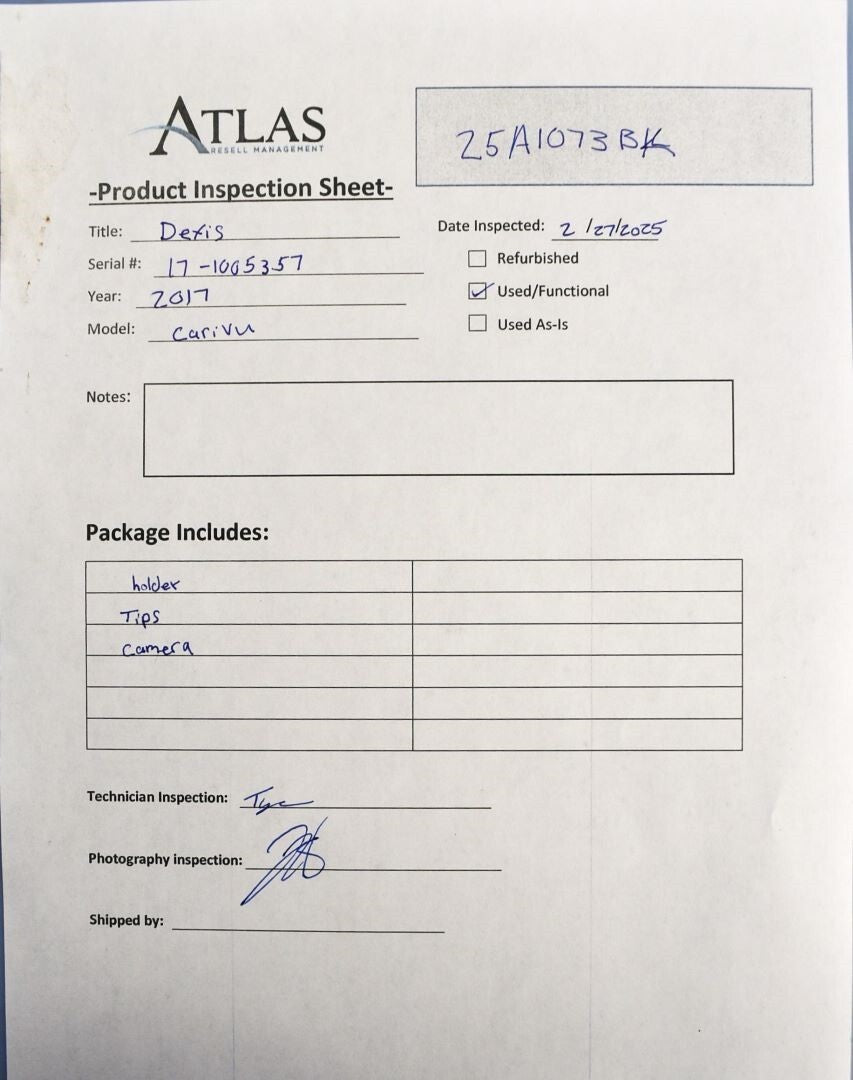 ATLAS
RESELL MANAGEMENT
25A1073BK
-Product Inspection Sheet-
Title: Dexis
Date Inspected: 2/27/2025
Serial #: 17-1065357
Refurbished
Year: 2017
Used/Functional
Model: CariVu
Used As-Is
Notes:
Package Includes:
holder
Tips
Camera
Technician Inspection:
Photography inspection:
Shipped by: